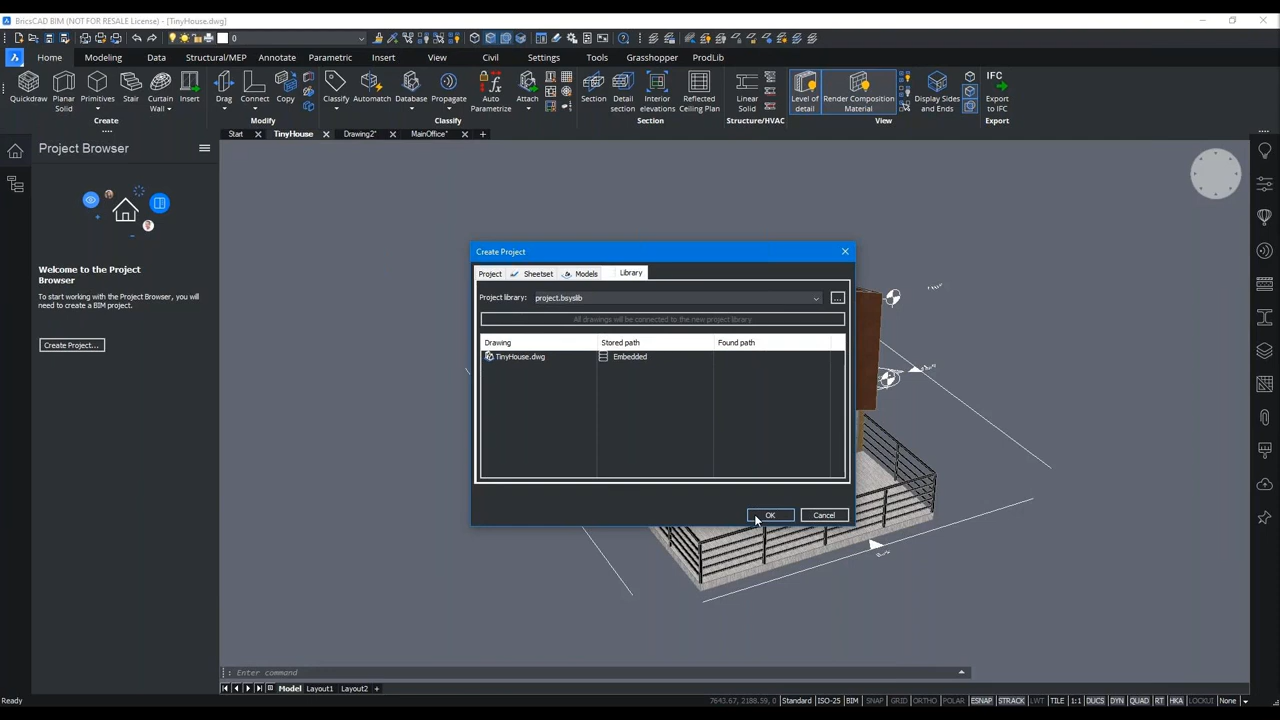 BricsCAD BIM (NOT FOR RESALE License) - [TinyHouse.dwg]
0
Home Modeling Data Structural/MEP Annotate Parametric Insert View Civil Settings Tools Grasshopper ProdLib
Quickdraw Planar Solid Primitives Stair Curtain Wall Insert Drag Connect Copy Classify Automatch Database Propagate Auto Parametrize Attach Section Detail section Interior elevations Reflected Ceiling Plan Linear Solid Level of detail Render Composition Material Display Sides and Ends IFC Export to IFC
Create Modify Classify Section Structure/HVAC View Export
Start TinyHouse Drawing2* MainOffice*
Project Browser
Welcome to the Project
Browser
To start working with the Project Browser, you will
need to create a BIM project.
Create Project...
Create Project
Project Sheetset Models Library
Project library: project.bsyslib ...
All drawings will be connected to the new project library
Drawing Stored path Found path
TinyHouse.dwg Embedded
OK Cancel
: Enter command
Model Layout1 Layout2 +
Ready 7643.67, 2188.59, 0 Standard ISO-25 BIM SNAP GRID ORTHO POLAR ESNAP STRACK LWT TILE 1:1 DUCS DYN QUAD RT HKA LOCKUI None